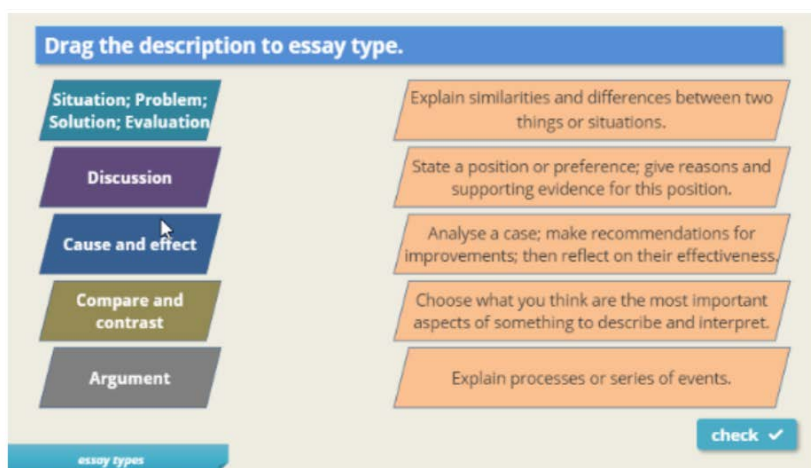 Drag the description to essay type.
Situation; Problem;
Solution; Evaluation
Explain similarities and differences between two
things or situations.
Discussion
State a position or preference; give reasons and
supporting evidence for this position.
Cause and effect
Analyse a case; make recommendations for
improvements; then reflect on their effectiveness.
Compare and
contrast
Choose what you think are the most important
aspects of something to describe and interpret.
Argument
Explain processes or series of events.
check
essay types